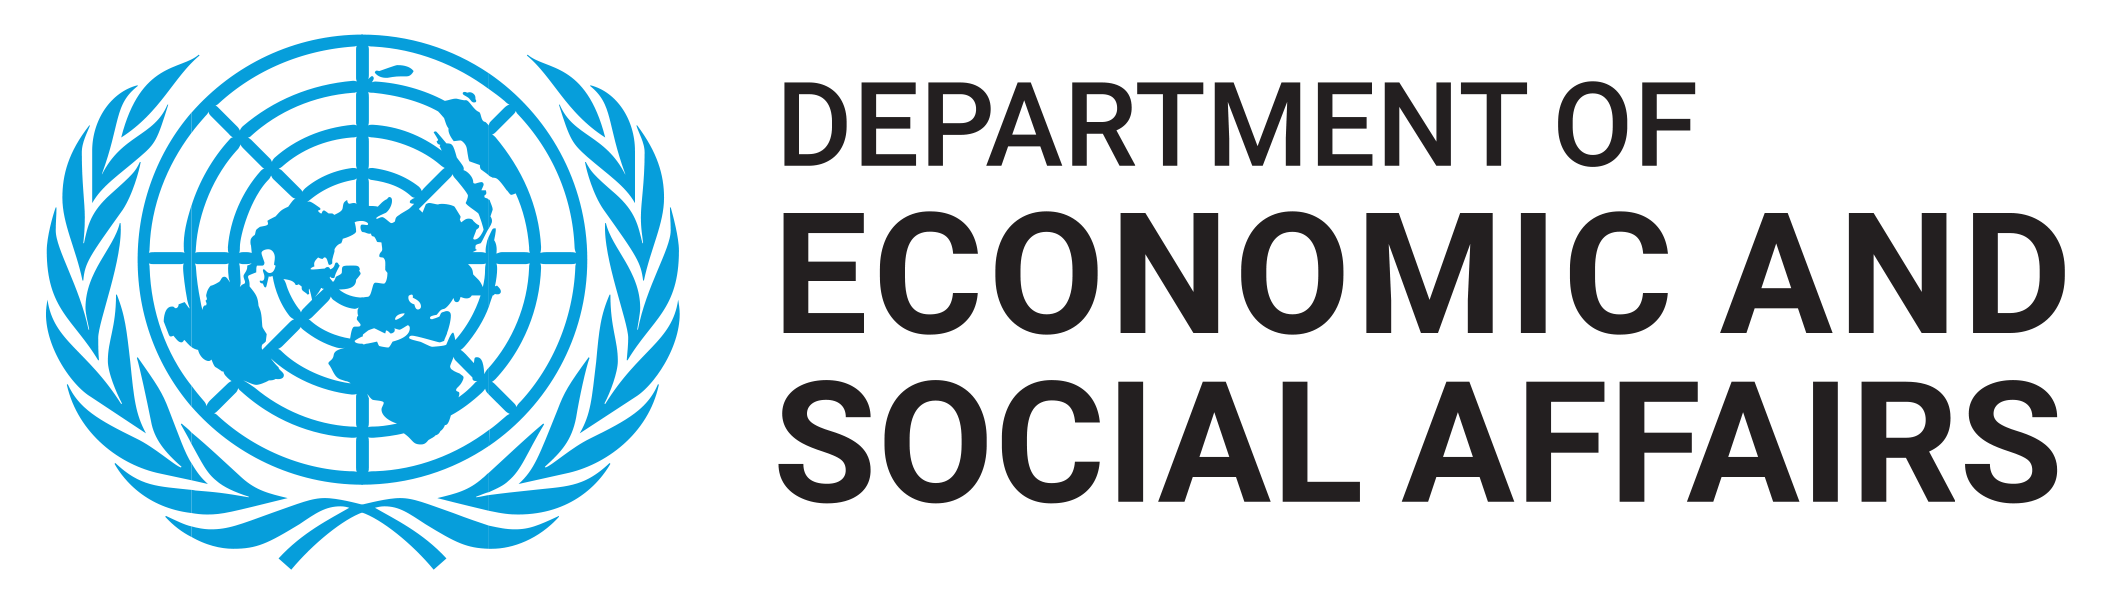 DEPARTMENT OF
ECONOMIC AND
SOCIAL AFFAIRS